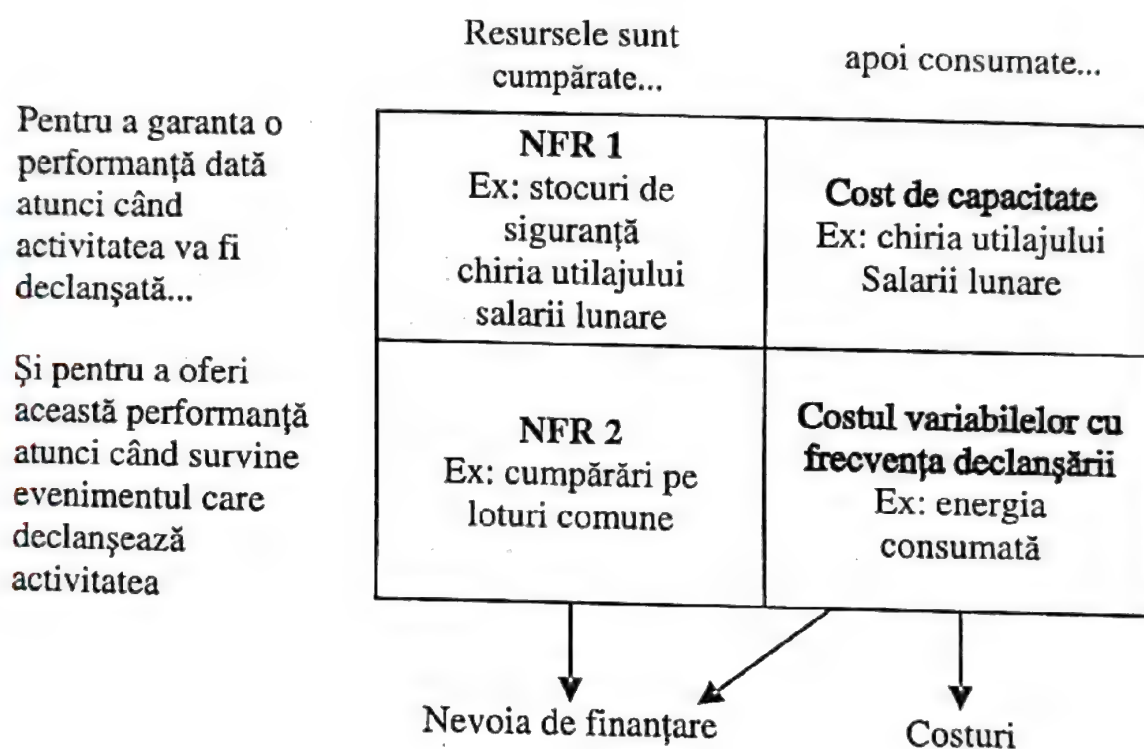 Resursele sunt
cumpărate...
apoi consumate...
Pentru a garanta o
performanţă dată
atunci când
activitatea va fi
declanşată...
NFR 1
Ex: stocuri de
siguranţă
chiria utilajului
salarii lunare
Cost de capacitate
Ex: chiria utilajului
Salarii lunare
Şi pentru a oferi
această performanţă
atunci când survine
evenimentul care
declanşează
activitatea
NFR 2
Ex: cumpărări pe
loturi comune
Costul variabilelor cu
frecvenţa declanşării
Ex: energia
consumată
Nevoia de finanţare
Costuri